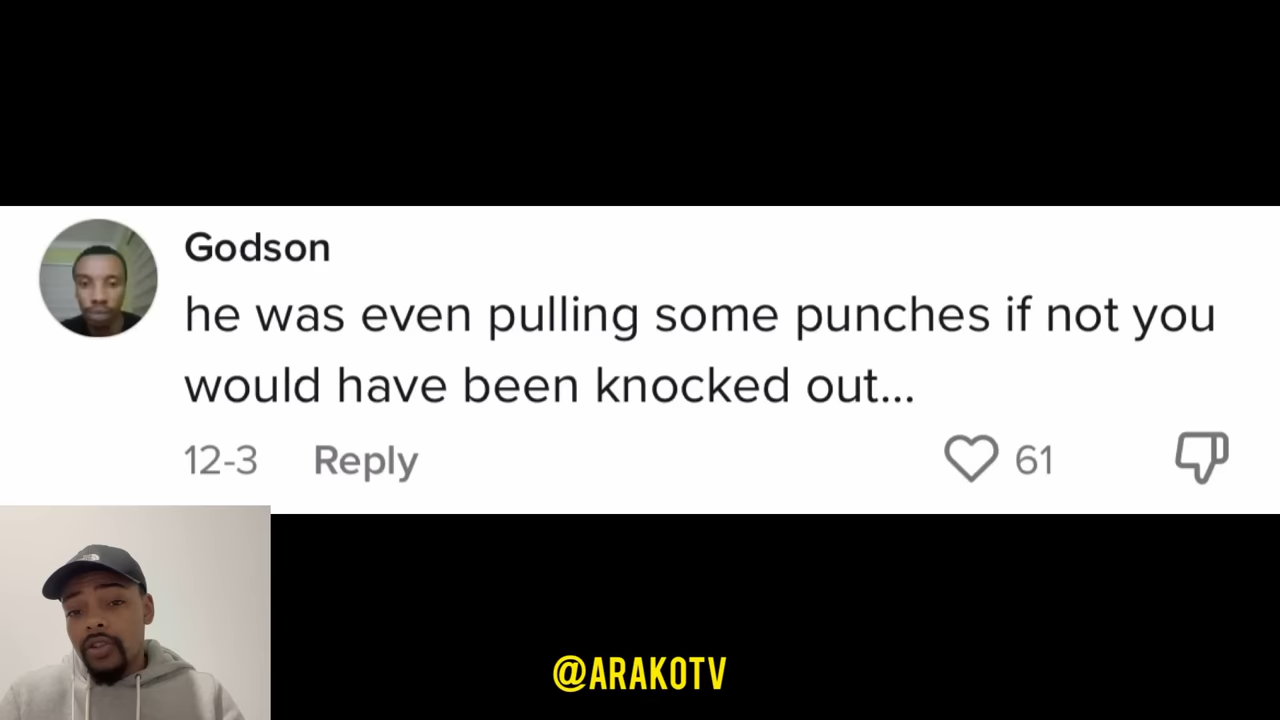 Godson
he was even pulling some punches if not you
would have been knocked out...
12-3 Reply 61
@ARAKOTV